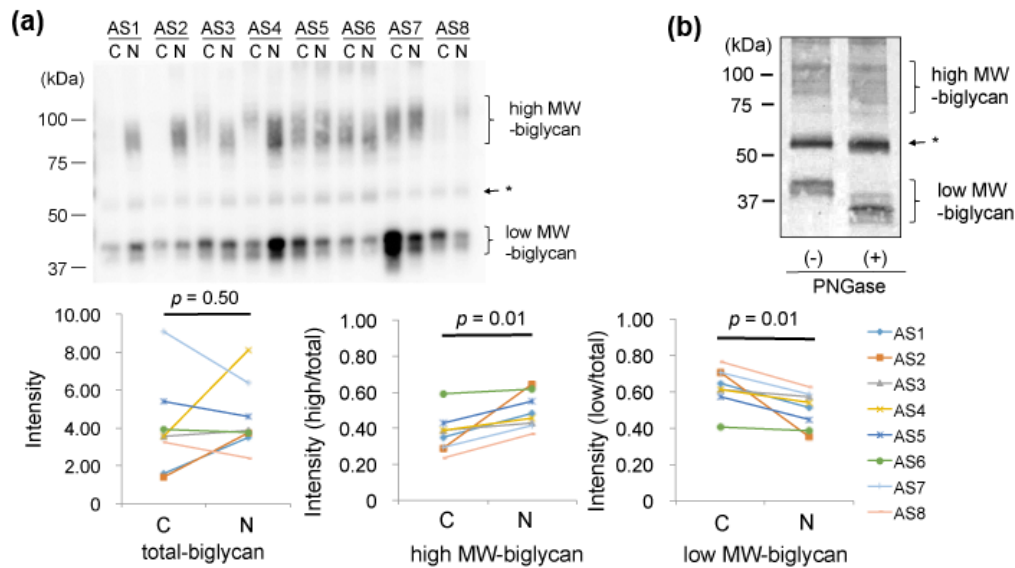 (a)
AS1 AS2 AS3 AS4 AS5 AS6 AS7 AS8
C N C N C N C N C N C N C N C N
(kDa)
100
75
50
37
high MW
-biglycan
*
low MW
-biglycan
(b)
(kDa)
100
75
50
37
high MW
-biglycan
*
low MW
-biglycan
(-) (+)
PNGase
p = 0.50
10.00
8.00
6.00
4.00
2.00
0
Intensity
C N
total-biglycan
p = 0.01
1.00
0.80
0.60
0.40
0.20
0
Intensity (high/total)
C N
high MW-biglycan
p = 0.01
1.00
0.80
0.60
0.40
0.20
0
Intensity (low/total)
C N
low MW-biglycan
AS1
AS2
AS3
AS4
AS5
AS6
AS7
AS8